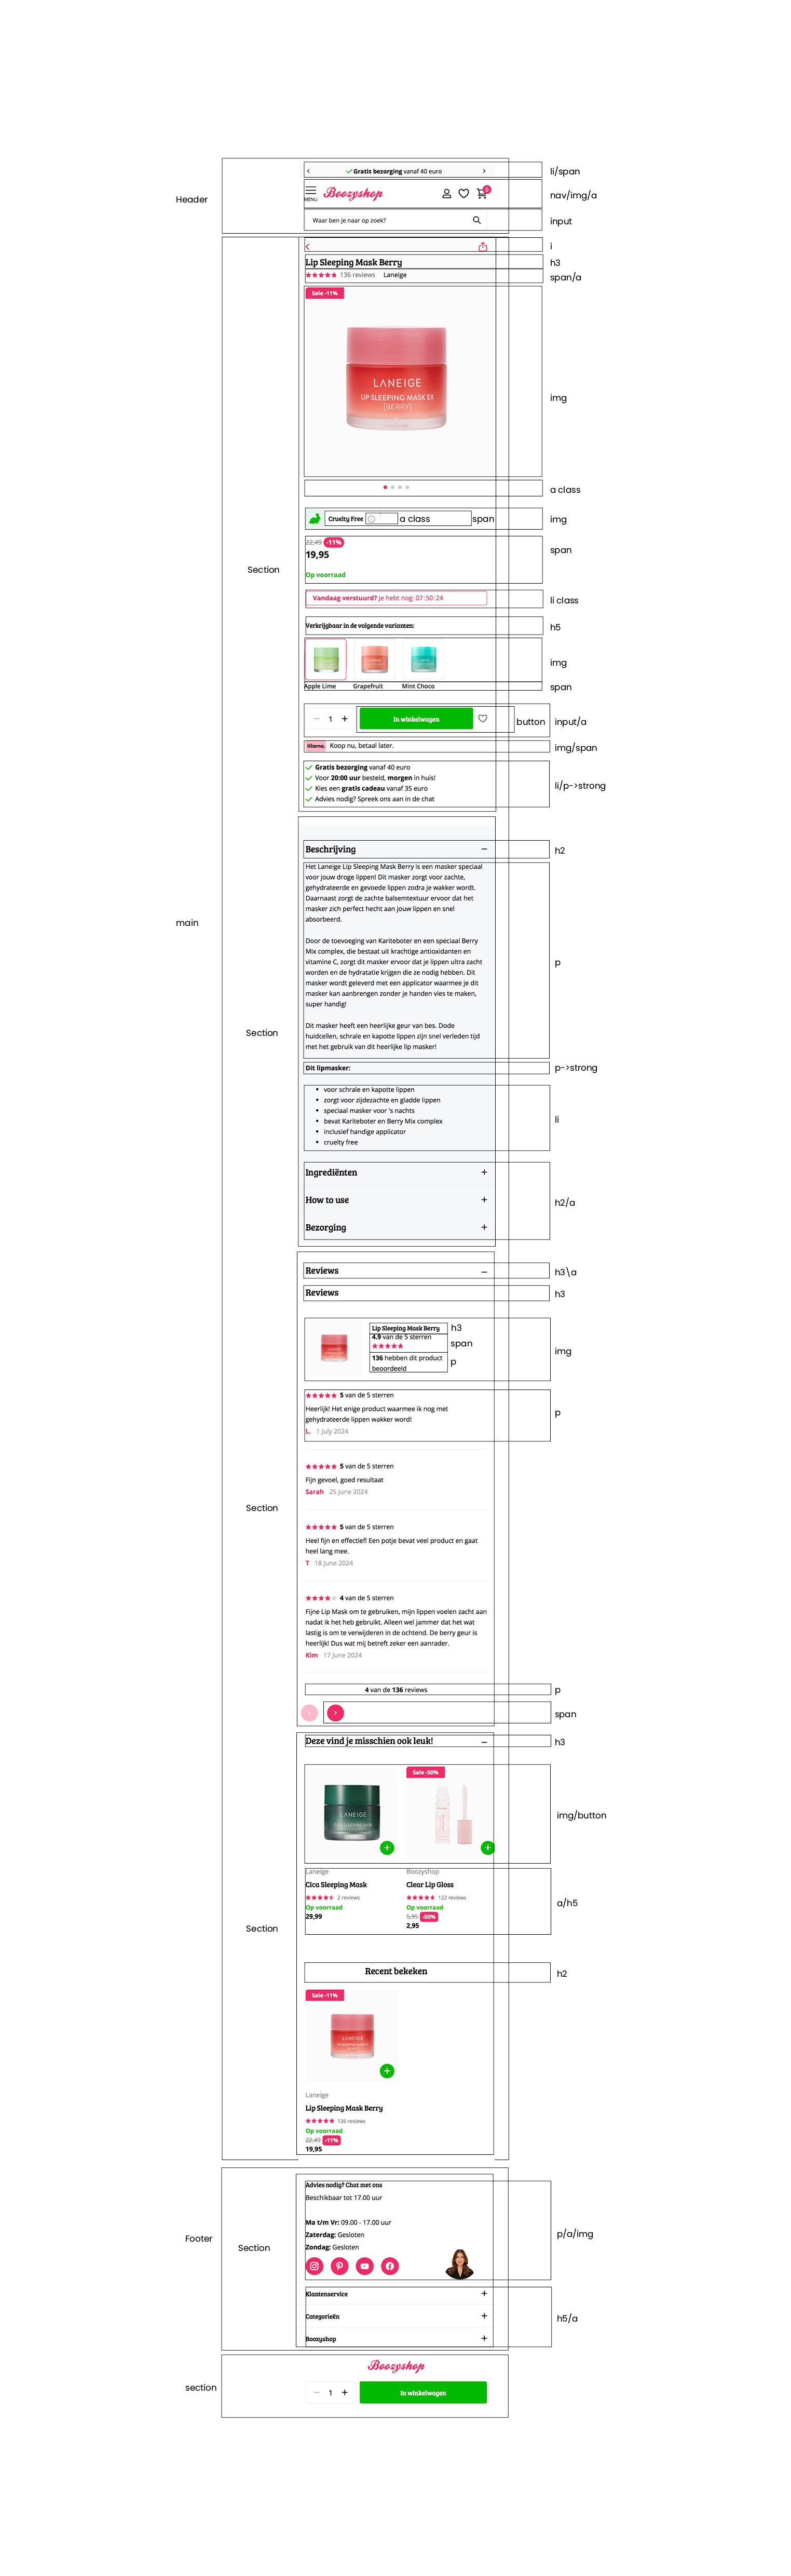 Gratis bezorging vanaf 40 euro
li/span
Header
MENU
Boozyshop
0
nav/img/a
Waar ben je naar op zoek?
input
i
Lip Sleeping Mask Berry
h3
136 reviews Laneige
span/a
Sale -11%
LANEIGE
LIP SLEEPING MASK EX
[BERRY]
img
a class
Cruelty Free
a class
span
img
22,49 -11%
19,95
span
Section
Op voorraad
Vandaag verstuurd? Je hebt nog: 07:50:24
li class
Verkrijgbaar in de volgende varianten:
h5
img
Apple Lime Grapefruit Mint Choco
span
1
In winkelwagen
button
input/a
Klarna. Koop nu, betaal later.
img/span
Gratis bezorging vanaf 40 euro
Voor 20:00 uur besteld, morgen in huis!
Kies een gratis cadeau vanaf 35 euro
Advies nodig? Spreek ons aan in de chat
li/p->strong
Beschrijving
h2
Het Laneige Lip Sleeping Mask Berry is een masker speciaal
voor jouw droge lippen! Dit masker zorgt voor zachte,
gehydrateerde en gevoede lippen zodra je wakker wordt.
Daarnaast zorgt de zachte balsemtextuur ervoor dat het
masker zich perfect hecht aan jouw lippen en snel
absorbeerd.
main
Door de toevoeging van Kariteboter en een speciaal Berry
Mix complex, die bestaat uit krachtige antioxidanten en
vitamine C, zorgt dit masker ervoor dat je lippen ultra zacht
worden en de hydratatie krijgen die ze nodig hebben. Dit
masker wordt geleverd met een applicator waarmee je dit
masker kan aanbrengen zonder je handen vies te maken,
super handig!
p
Dit masker heeft een heerlijke geur van bes. Dode
huidcellen, schrale en kapotte lippen zijn snel verleden tijd
met het gebruik van dit heerlijke lip masker!
Section
Dit lipmasker:
p->strong
voor schrale en kapotte lippen
zorgt voor zijdezachte en gladde lippen
speciaal masker voor 's nachts
bevat Kariteboter en Berry Mix complex
inclusief handige applicator
cruelty free
li
Ingrediënten
How to use
Bezorging
h2/a
Reviews
h3\a
Reviews
h3
Lip Sleeping Mask Berry
h3
4.9 van de 5 sterren
span
136 hebben dit product
beoordeeld
p
img
5 van de 5 sterren
Heerlijk! Het enige product waarmee ik nog met
gehydrateerde lippen wakker word!
L. 1 July 2024
p
5 van de 5 sterren
Fijn gevoel, goed resultaat
Sarah 25 June 2024
Section
5 van de 5 sterren
Heel fijn en effectief! Een potje bevat veel product en gaat
heel lang mee.
T 18 June 2024
4 van de 5 sterren
Fijne Lip Mask om te gebruiken, mijn lippen voelen zacht aan
nadat ik het heb gebruikt. Alleen wel jammer dat het wat
lastig is om te verwijderen in de ochtend. De berry geur is
heerlijk! Dus wat mij betreft zeker een aanrader.
Kim 17 June 2024
4 van de 136 reviews
p
span
Deze vind je misschien ook leuk!
h3
Sale -50%
LANEIGE
img/button
Laneige Boozyshop
Cica Sleeping Mask Clear Lip Gloss
2 reviews 122 reviews
Op voorraad Op voorraad
29,99 5,95 -50%
2,95
a/h5
Section
Recent bekeken
h2
Sale -11%
LANEIGE
Laneige
Lip Sleeping Mask Berry
136 reviews
Op voorraad
22,49 -11%
19,95
Advies nodig? Chat met ons
Beschikbaar tot 17.00 uur
Ma t/m Vr: 09.00 - 17.00 uur
Zaterdag: Gesloten
Zondag: Gesloten
p/a/img
Footer
Section
Klantenservice
Categorieën
Boozyshop
h5/a
Boozyshop
section
1
In winkelwagen